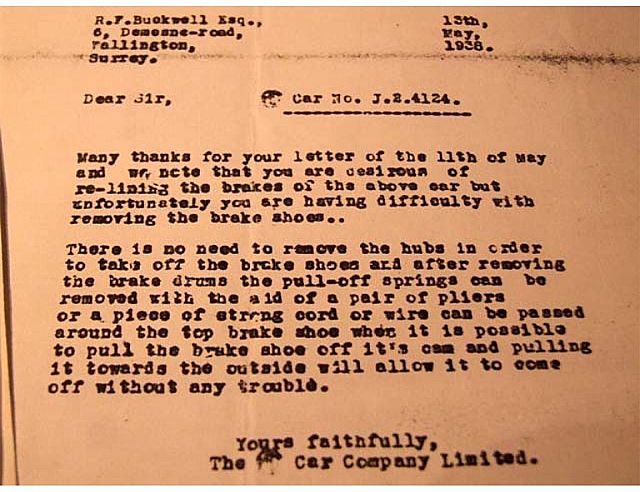 R.F.Buckwell Esq., 13th,
6, Demesne-road, May,
Wallington, 1936.
Surrey.
Dear Sir, Car No. J.2.4124.
Many thanks for your letter of the 11th of May
and we note that you are desirous of
re-lining the brakes of the above car but
unfortunately you are having difficulty with
removing the brake shoes..
There is no need to remove the hubs in order
to take off the brake shoes and after removing
the brake drums the pull-off springs can be
removed with the aid of a pair of pliers
or a piece of strong cord or wire can be passed
around the top brake shoe when it is possible
to pull the brake shoe off it's cam and pulling
it towards the outside will allow it to come
off without any trouble.
Yours faithfully,
The Car Company Limited.